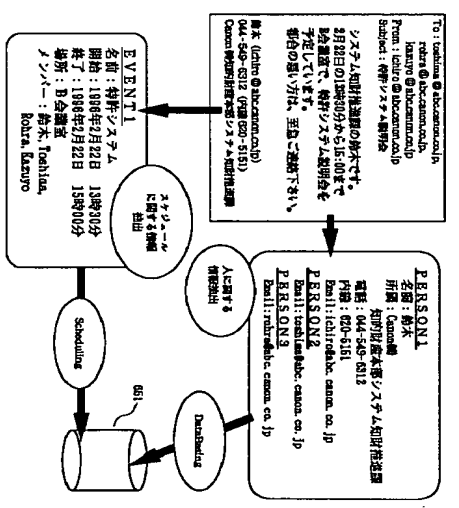 To : toshima@abc.canon.co.jp,
rohra@abc.canon.co.jp,
kazuyo@abc.canon.co.jp
From : ichiro@abc.canon.co.jp
Subject : 特許システム説明会
システム知財推進課の鈴木です。
2月22日の13時30分から15:00まで
B会議室で、特許システム説明会を
予定しています。
都合の悪い方は、至急ご連絡下さい。
鈴木 (ichiro@abc.canon.co.jp)
044-549-6312 (内線 620-5151)
Canon㈱知的財産本部システム知財推進課
PERSON1
名前 : 鈴木
所属 : Canon㈱
知的財産本部システム知財推進課
電話 : 044-549-6312
内線 : 620-5151
Email:ichiro@abc.canon.co.jp
PERSON2
Email:toshima@abc.canon.co.jp
PERSON3
Email:rohra@abc.canon.co.jp
スケジュール
に関する情報
抽出
人に関する
情報抽出
EVENT1
名前 : 特許システム
開始 : 1996年2月22日 13時30分
終了 : 1996年2月22日 15時00分
場所 : B会議室
メンバー : 鈴木, Toshima,
Rohra, Kazuyo
Scheduling
DataBasing
651